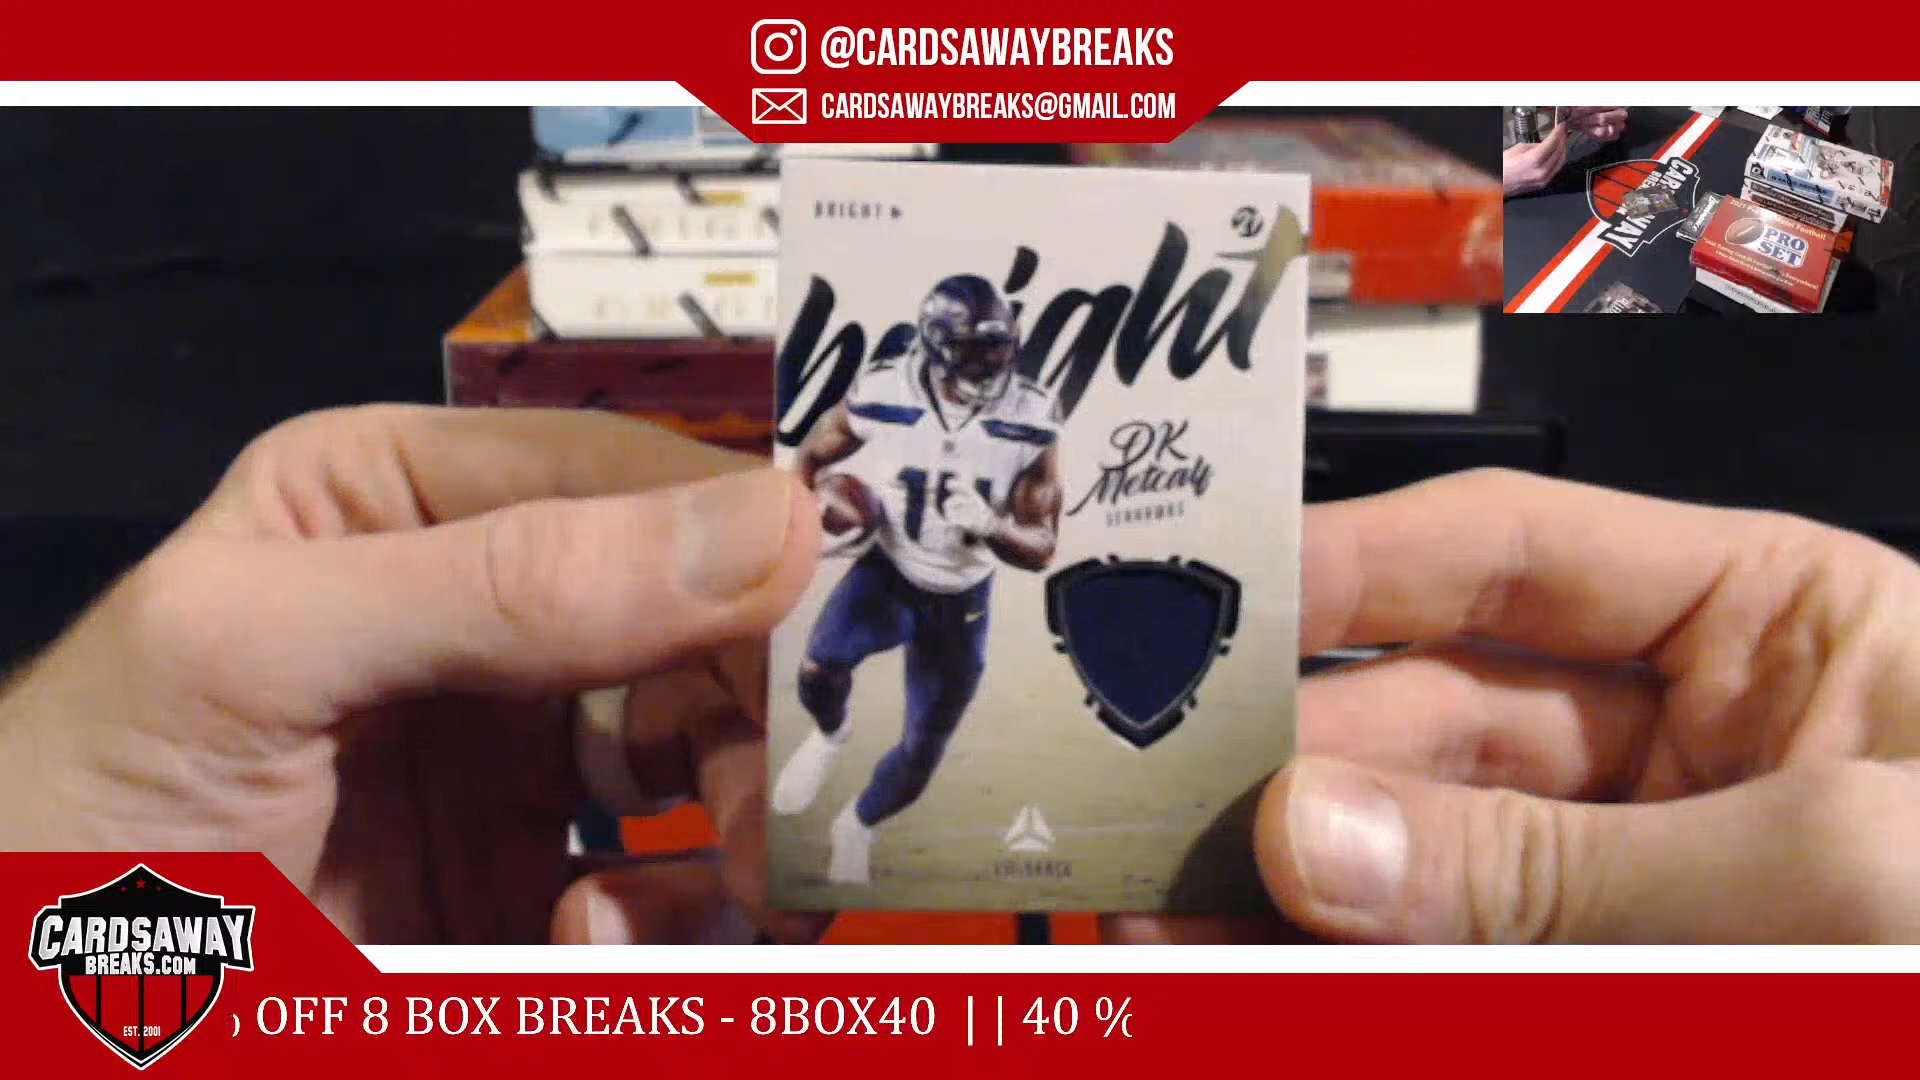 @CARDSAWAYBREAKS
CARDSAWAYBREAKS@GMAIL.COM
BRIGHT
bright
DK
Metcalf
SEAHAWKS
LUMINANCE
PRO
SET
CARDSAWAY
BREAKS.COM
EST. 2001
OFF 8 BOX BREAKS - 8BOX40 || 40 %